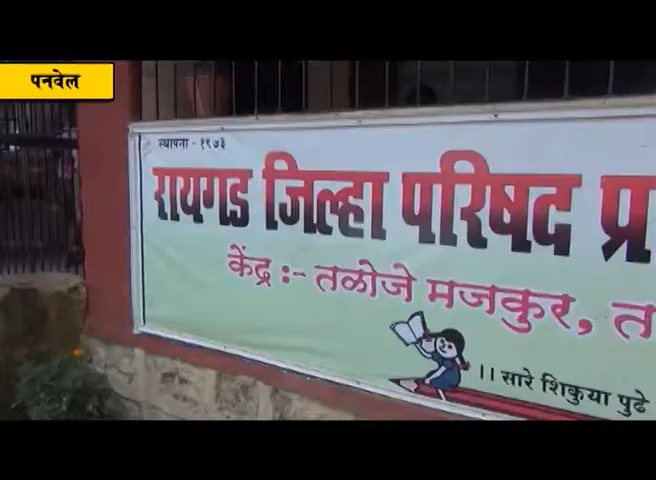 पनवेल
स्थापना - १९७३
रायगड जिल्हा परिषद प्र
केंद्र :- तळोजे मजकुर,
।। सारे शिकुया पुढे